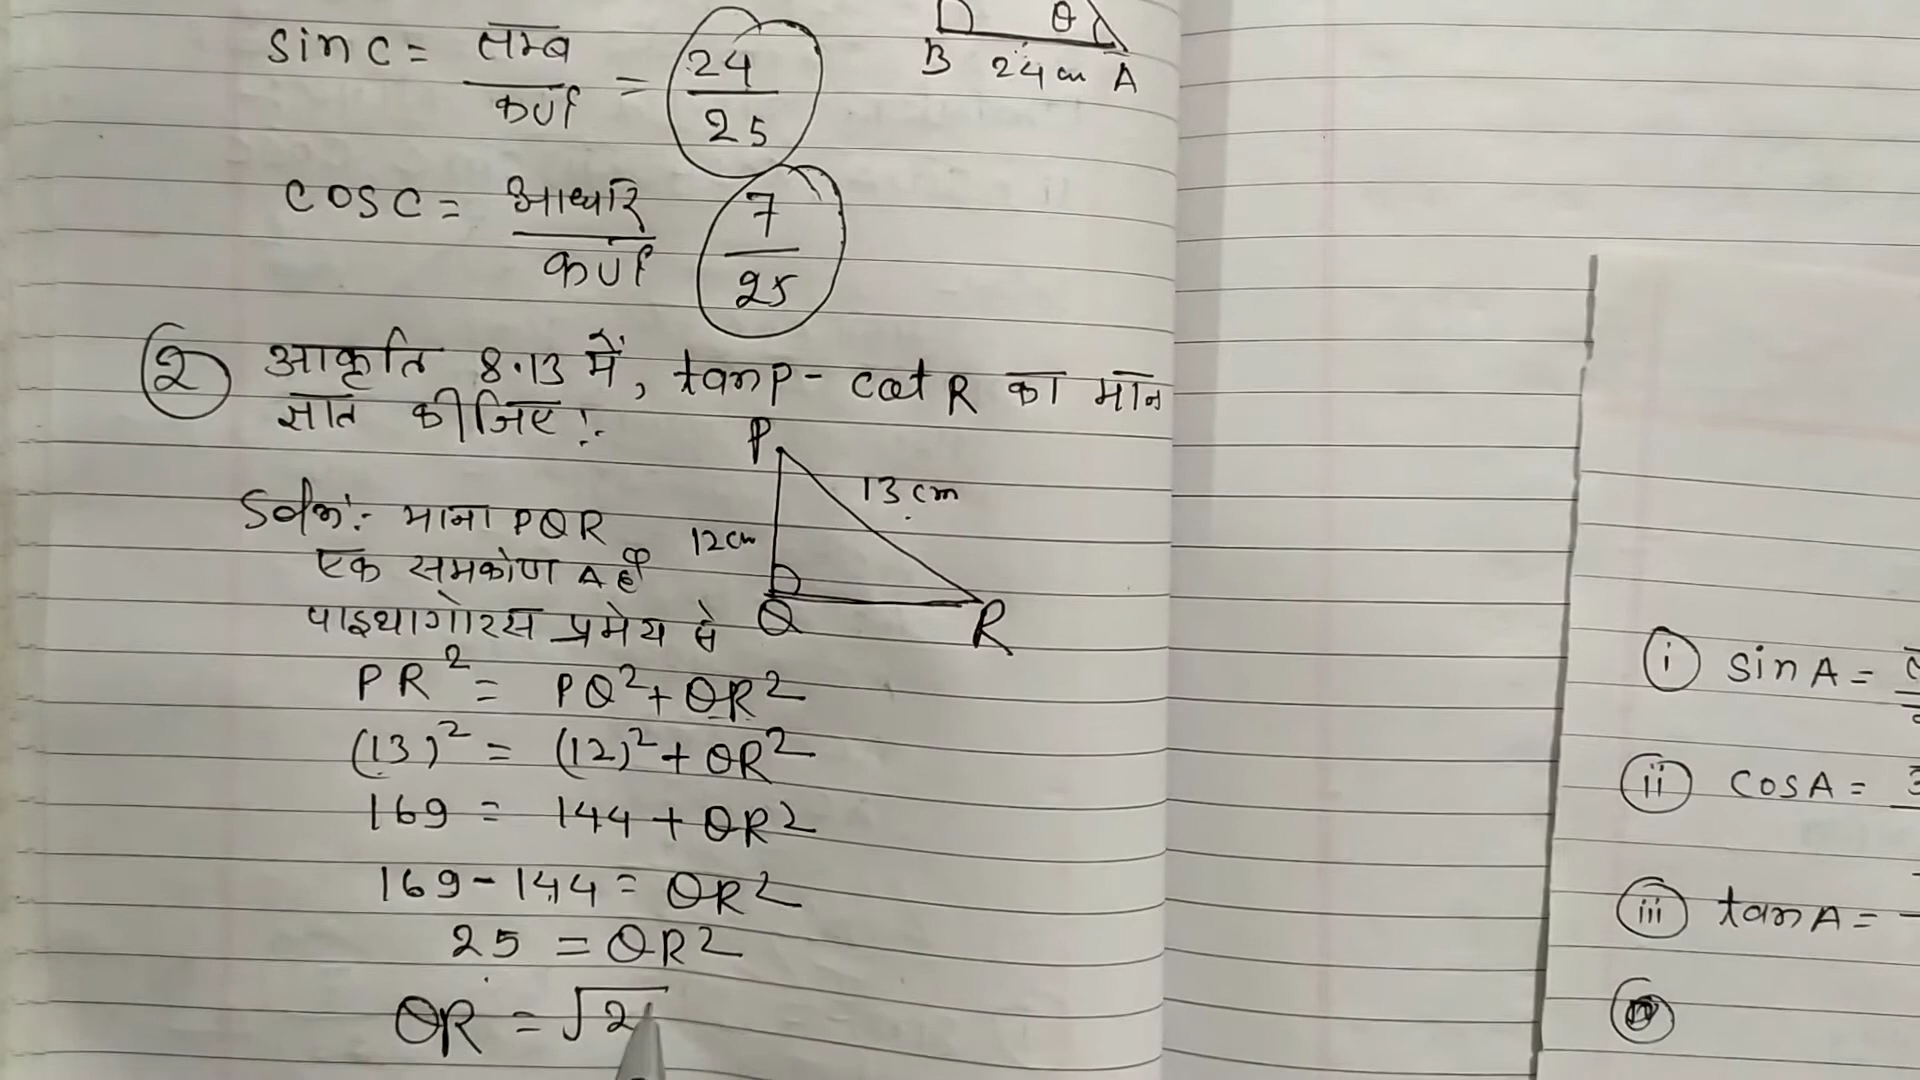 sin C = लम्ब / कर्ण = 24 / 25
B 24 cm A
θ
cos C = आधार / कर्ण 7 / 25
2 आकृति 8.13 में, tan P - cot R का मान
ज्ञात कीजिए :-
P
13 cm
Soln :- माना PQR
12 cm
एक समकोण Δ है
Q R
पाइथागोरस प्रमेय से
PR² = PQ² + QR²
(13)² = (12)² + QR²
169 = 144 + QR²
169 - 144 = QR²
25 = QR²
QR = √2
i sin A =
ii cos A =
iii tan A =